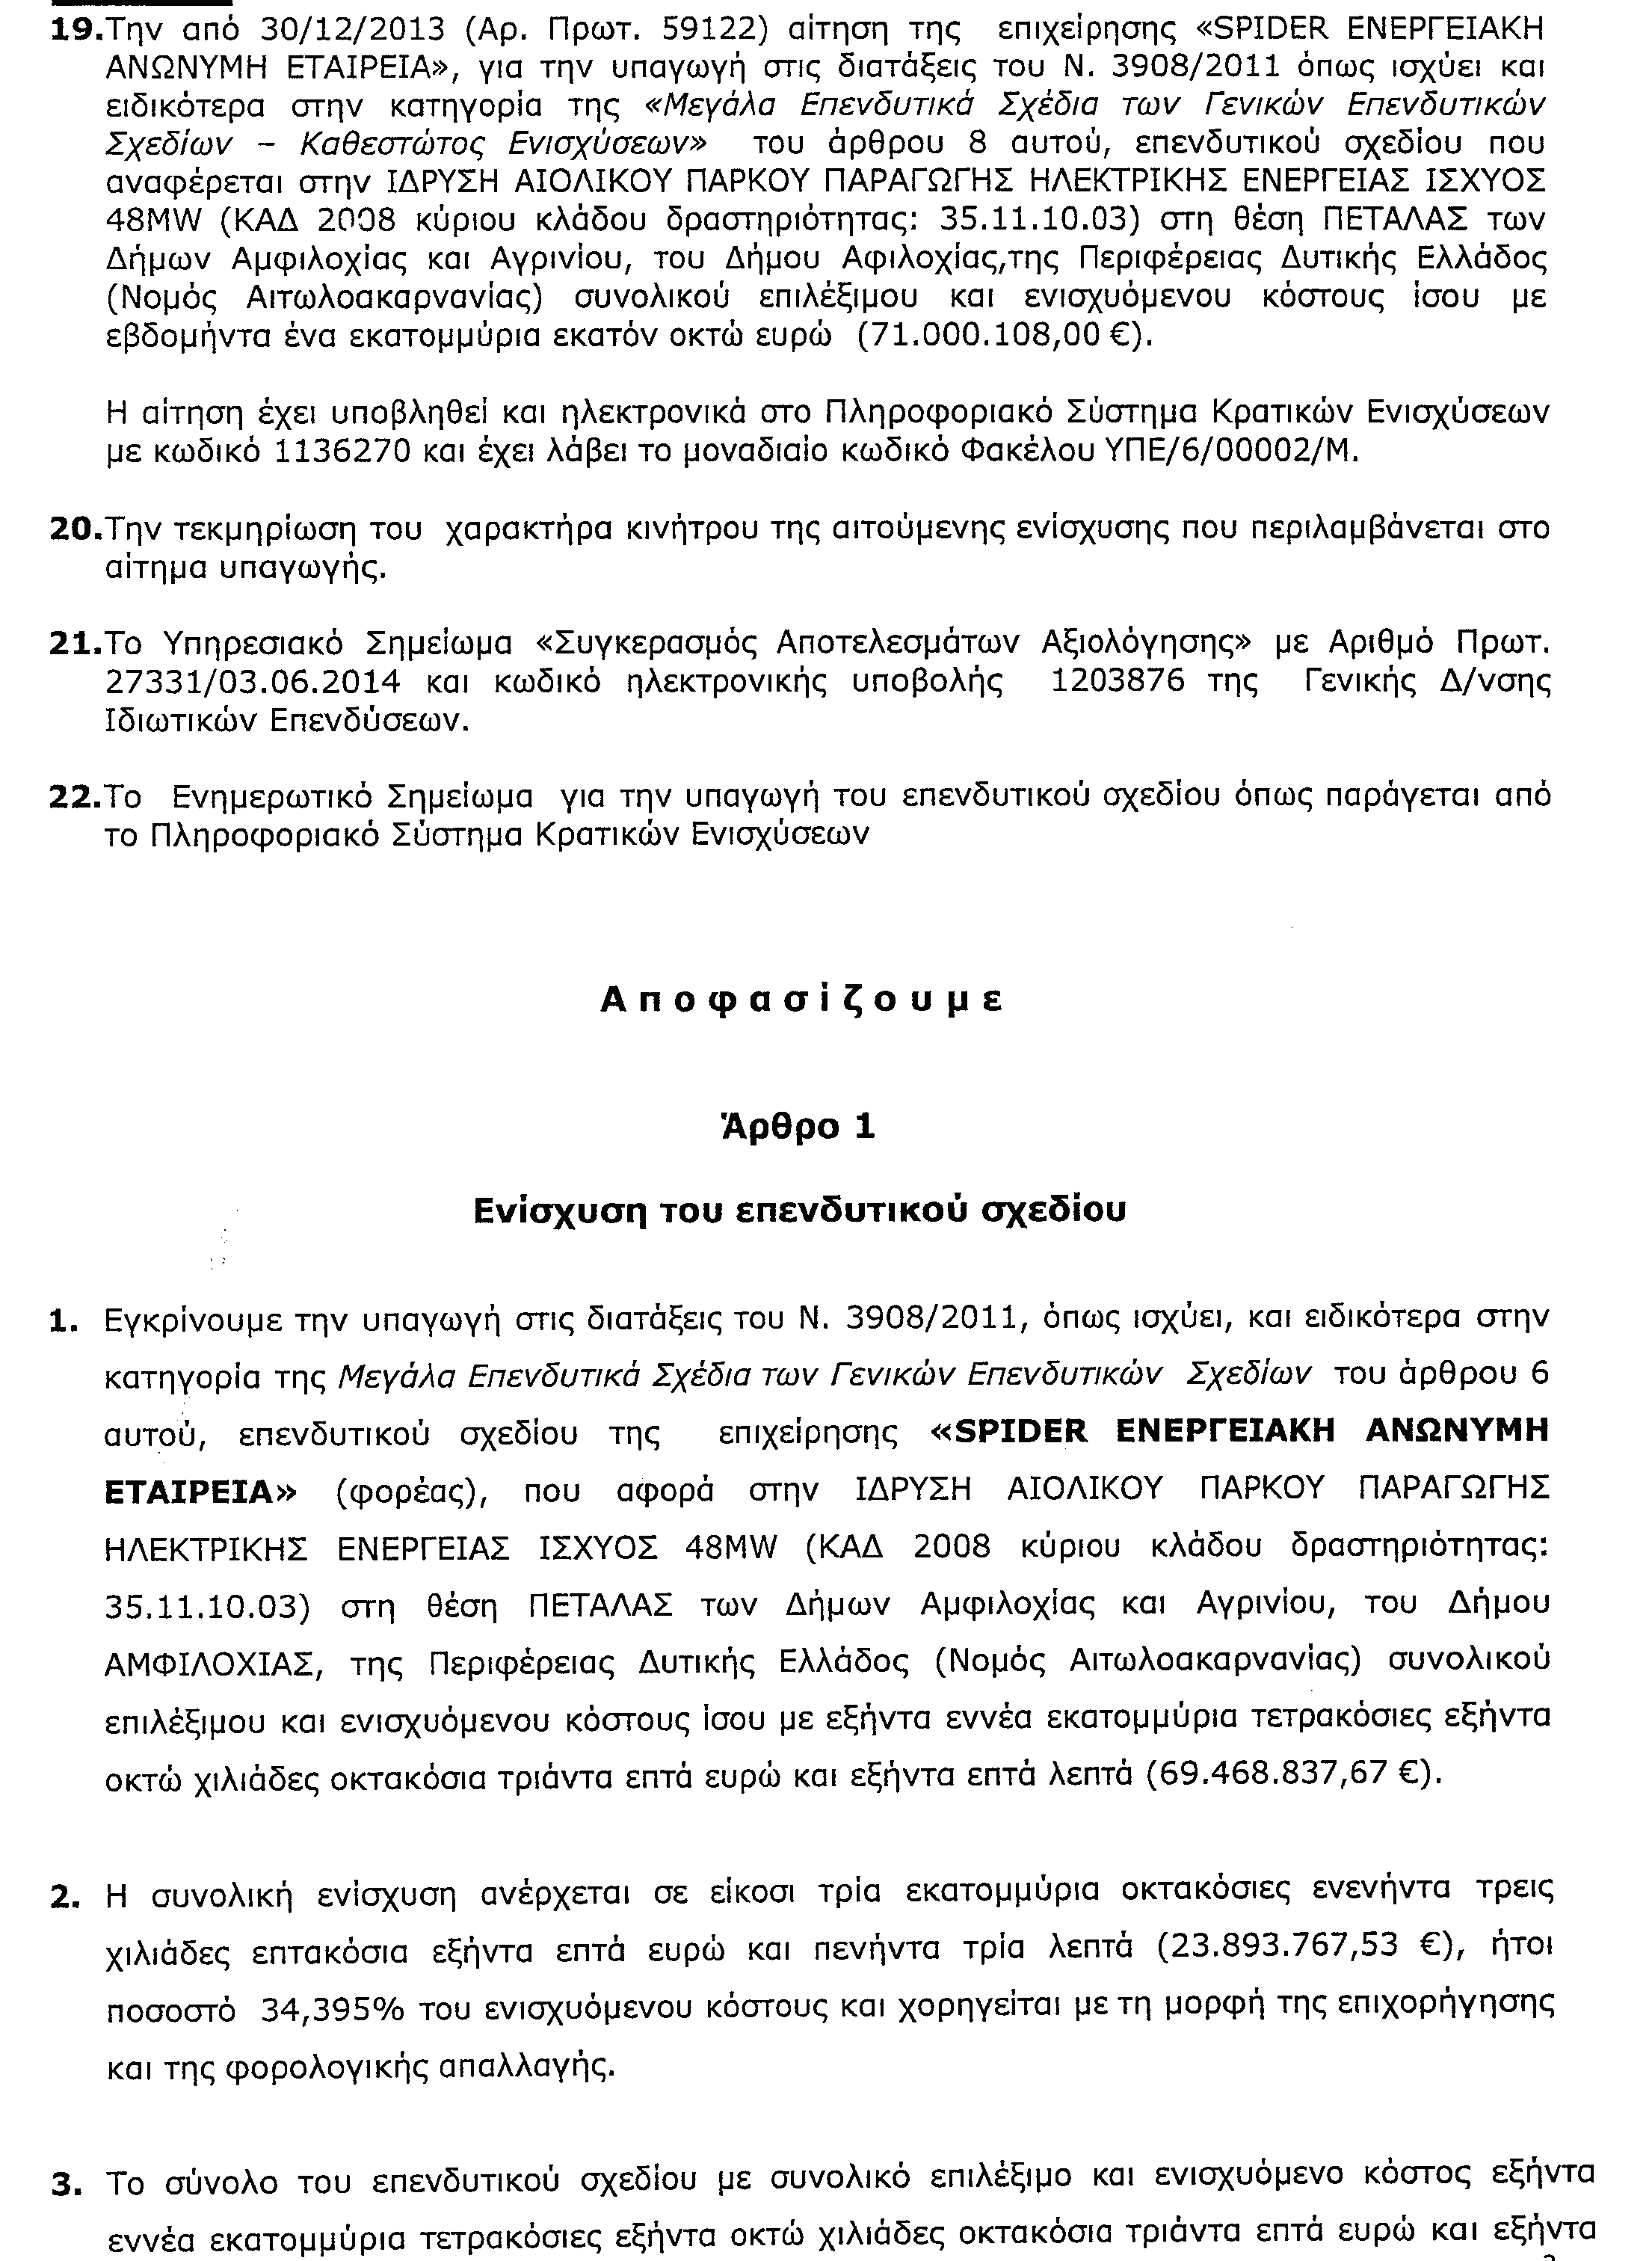 19.Την από 30/12/2013 (Αρ. Πρωτ. 59122) αίτηση της επιχείρησης «SPIDER ΕΝΕΡΓΕΙΑΚΗ
ΑΝΩΝΥΜΗ ΕΤΑΙΡΕΙΑ», για την υπαγωγή στις διατάξεις του Ν. 3908/2011 όπως ισχύει και
ειδικότερα στην κατηγορία της «Μεγάλα Επενδυτικά Σχέδια των Γενικών Επενδυτικών
Σχεδίων – Καθεστώτος Ενισχύσεων» του άρθρου 8 αυτού, επενδυτικού σχεδίου που
αναφέρεται στην ΙΔΡΥΣΗ ΑΙΟΛΙΚΟΥ ΠΑΡΚΟΥ ΠΑΡΑΓΩΓΗΣ ΗΛΕΚΤΡΙΚΗΣ ΕΝΕΡΓΕΙΑΣ ΙΣΧΥΟΣ
48MW (ΚΑΔ 2008 κύριου κλάδου δραστηριότητας: 35.11.10.03) στη θέση ΠΕΤΑΛΑΣ των
Δήμων Αμφιλοχίας και Αγρινίου, του Δήμου Αφιλοχίας,της Περιφέρειας Δυτικής Ελλάδος
(Νομός Αιτωλοακαρνανίας) συνολικού επιλέξιμου και ενισχυόμενου κόστους ίσου με
εβδομήντα ένα εκατομμύρια εκατόν οκτώ ευρώ (71.000.108,00 €).
Η αίτηση έχει υποβληθεί και ηλεκτρονικά στο Πληροφοριακό Σύστημα Κρατικών Ενισχύσεων
με κωδικό 1136270 και έχει λάβει το μοναδιαίο κωδικό Φακέλου ΥΠΕ/6/00002/Μ.
20.Την τεκμηρίωση του χαρακτήρα κινήτρου της αιτούμενης ενίσχυσης που περιλαμβάνεται στο
αίτημα υπαγωγής.
21.Το Υπηρεσιακό Σημείωμα «Συγκερασμός Αποτελεσμάτων Αξιολόγησης» με Αριθμό Πρωτ.
27331/03.06.2014 και κωδικό ηλεκτρονικής υποβολής 1203876 της Γενικής Δ/νσης
Ιδιωτικών Επενδύσεων.
22.Το Ενημερωτικό Σημείωμα για την υπαγωγή του επενδυτικού σχεδίου όπως παράγεται από
το Πληροφοριακό Σύστημα Κρατικών Ενισχύσεων
Α π ο φ α σ ί ζ ο υ μ ε
Άρθρο 1
Ενίσχυση του επενδυτικού σχεδίου
1. Εγκρίνουμε την υπαγωγή στις διατάξεις του Ν. 3908/2011, όπως ισχύει, και ειδικότερα στην
κατηγορία της Μεγάλα Επενδυτικά Σχέδια των Γενικών Επενδυτικών Σχεδίων του άρθρου 6
αυτού, επενδυτικού σχεδίου της επιχείρησης «SPIDER ΕΝΕΡΓΕΙΑΚΗ ΑΝΩΝΥΜΗ
ΕΤΑΙΡΕΙΑ» (φορέας), που αφορά στην ΙΔΡΥΣΗ ΑΙΟΛΙΚΟΥ ΠΑΡΚΟΥ ΠΑΡΑΓΩΓΗΣ
ΗΛΕΚΤΡΙΚΗΣ ΕΝΕΡΓΕΙΑΣ ΙΣΧΥΟΣ 48MW (ΚΑΔ 2008 κύριου κλάδου δραστηριότητας:
35.11.10.03) στη θέση ΠΕΤΑΛΑΣ των Δήμων Αμφιλοχίας και Αγρινίου, του Δήμου
ΑΜΦΙΛΟΧΙΑΣ, της Περιφέρειας Δυτικής Ελλάδος (Νομός Αιτωλοακαρνανίας) συνολικού
επιλέξιμου και ενισχυόμενου κόστους ίσου με εξήντα εννέα εκατομμύρια τετρακόσιες εξήντα
οκτώ χιλιάδες οκτακόσια τριάντα επτά ευρώ και εξήντα επτά λεπτά (69.468.837,67 €).
2. Η συνολική ενίσχυση ανέρχεται σε είκοσι τρία εκατομμύρια οκτακόσιες ενενήντα τρεις
χιλιάδες επτακόσια εξήντα επτά ευρώ και πενήντα τρία λεπτά (23.893.767,53 €), ήτοι
ποσοστό 34,395% του ενισχυόμενου κόστους και χορηγείται με τη μορφή της επιχορήγησης
και της φορολογικής απαλλαγής.
3. Το σύνολο του επενδυτικού σχεδίου με συνολικό επιλέξιμο και ενισχυόμενο κόστος εξήντα
εννέα εκατομμύρια τετρακόσιες εξήντα οκτώ χιλιάδες οκτακόσια τριάντα επτά ευρώ και εξήντα